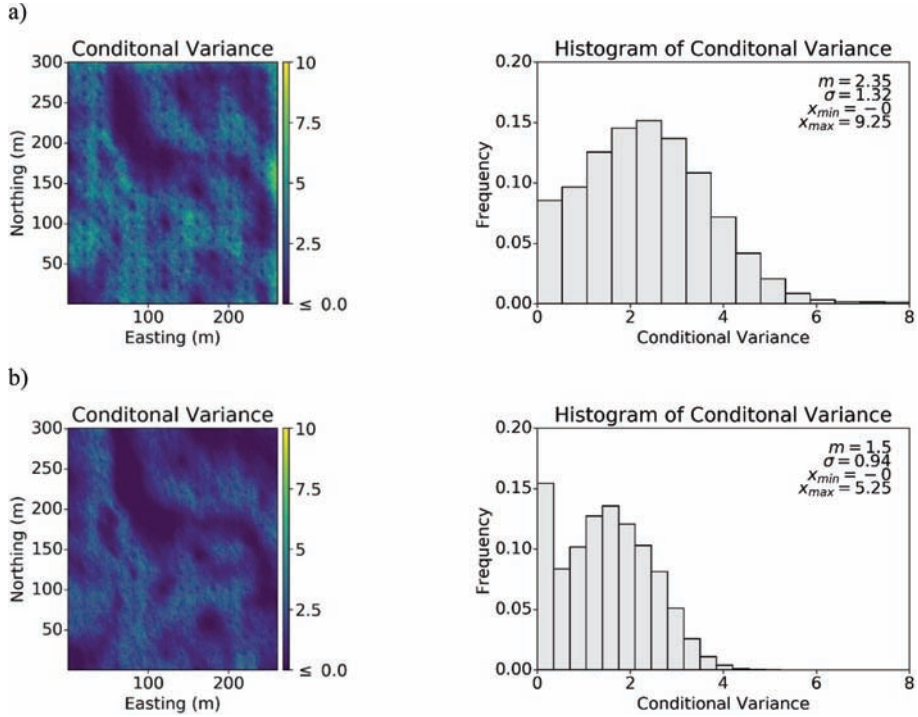 a)
Conditonal Variance
300
250
200
150
100
50
Northing (m)
100 200
Easting (m)
10
7.5
5
2.5
≤ 0.0
Histogram of Conditonal Variance
0.20
0.15
0.10
0.05
0.00
Frequency
m = 2.35
σ = 1.32
xmin = −0
xmax = 9.25
0 2 4 6 8
Conditional Variance
b)
Conditonal Variance
300
250
200
150
100
50
Northing (m)
100 200
Easting (m)
10
7.5
5
2.5
≤ 0.0
Histogram of Conditonal Variance
0.20
0.15
0.10
0.05
0.00
Frequency
m = 1.5
σ = 0.94
xmin = −0
xmax = 5.25
0 2 4 6 8
Conditional Variance